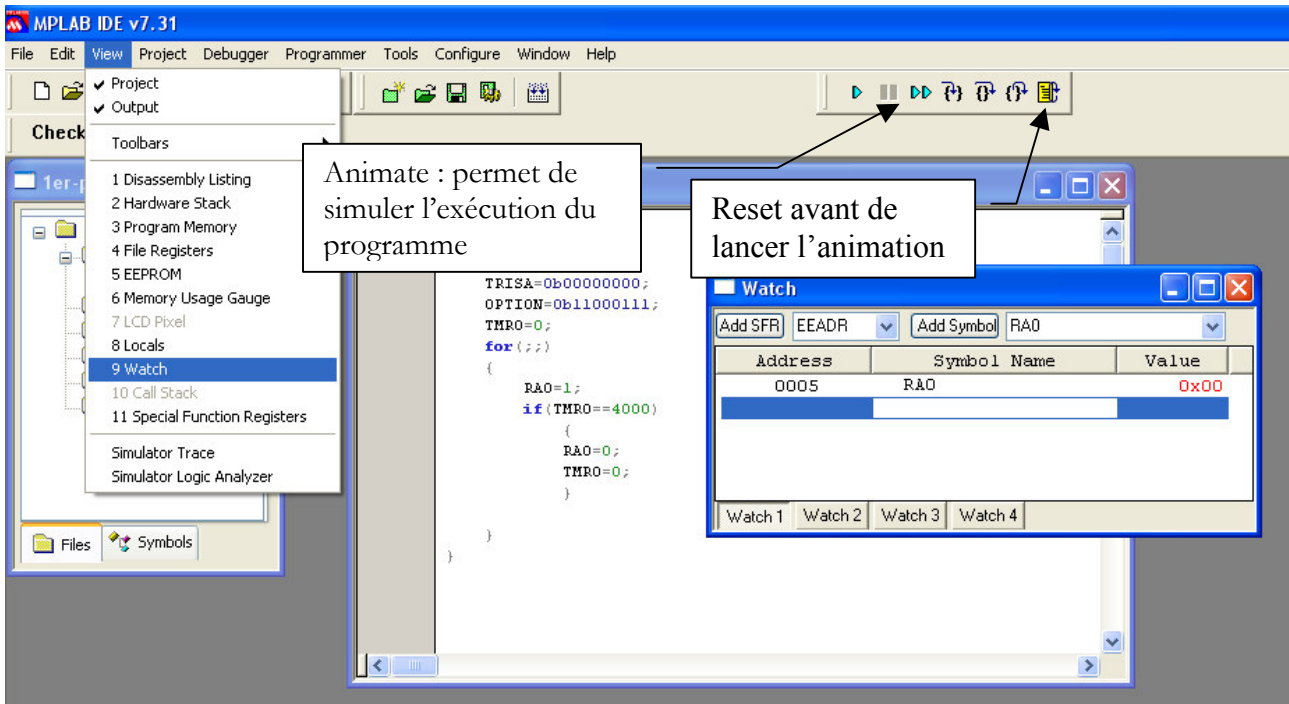 MPLAB IDE v7.31
File Edit View Project Debugger Programmer Tools Configure Window Help
Project
Output
Check
Toolbars
1er-p
1 Disassembly Listing
2 Hardware Stack
3 Program Memory
4 File Registers
5 EEPROM
6 Memory Usage Gauge
7 LCD Pixel
8 Locals
9 Watch
10 Call Stack
11 Special Function Registers
Simulator Trace
Simulator Logic Analyzer
Files Symbols
Animate : permet de
simuler l’exécution du
programme
Reset avant de
lancer l’animation
TRISA=0b00000000;
OPTION=0b11000111;
TMR0=0;
for(;;)
{
RA0=1;
if(TMR0==4000)
{
RA0=0;
TMR0=0;
}
}
}
Watch
Add SFR EEADR Add Symbol RA0
Address Symbol Name Value
0005 RA0 0x00
Watch 1 Watch 2 Watch 3 Watch 4